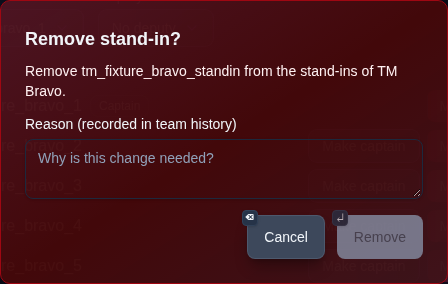 Remove stand-in?
Remove tm_fixture_bravo_standin from the stand-ins of TM
Bravo.
Reason (recorded in team history)
Why is this change needed?
Cancel
Remove